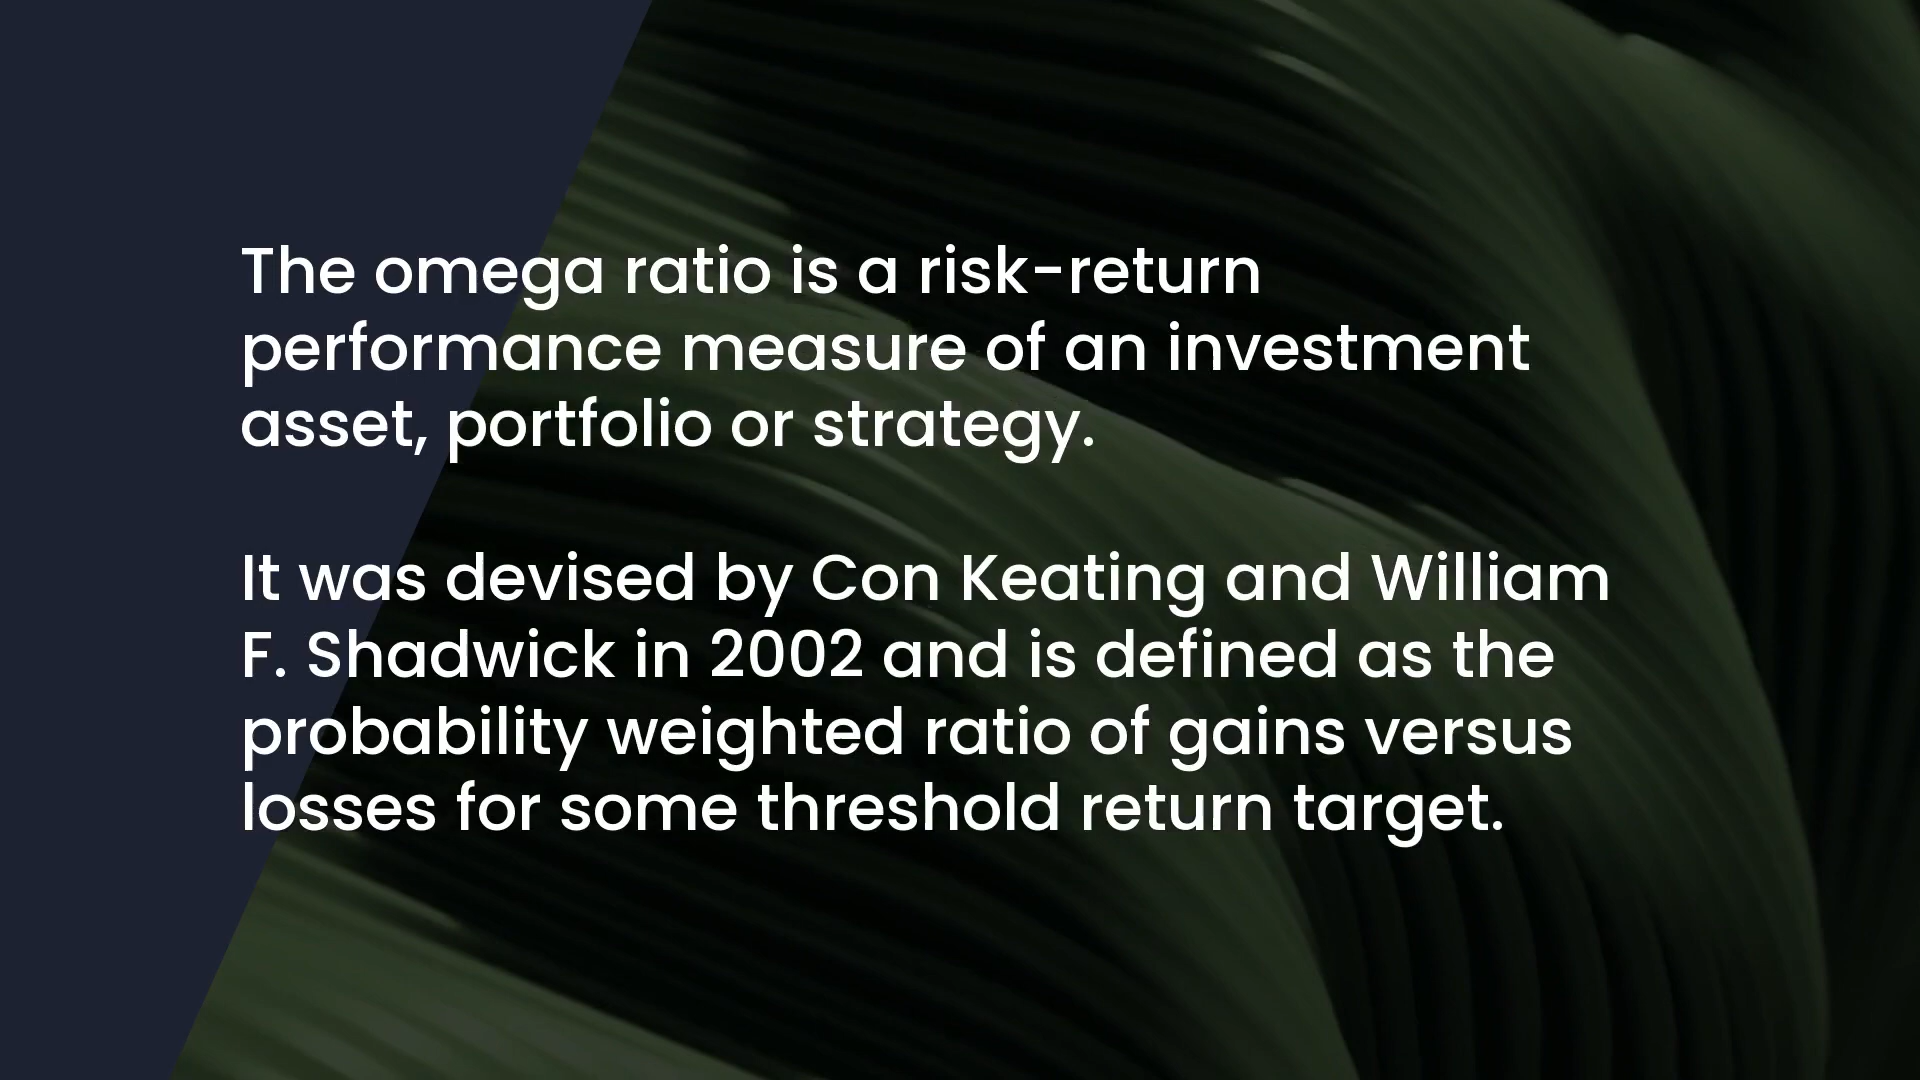 The omega ratio is a risk-return
performance measure of an investment
asset, portfolio or strategy.
It was devised by Con Keating and William
F. Shadwick in 2002 and is defined as the
probability weighted ratio of gains versus
losses for some threshold return target.